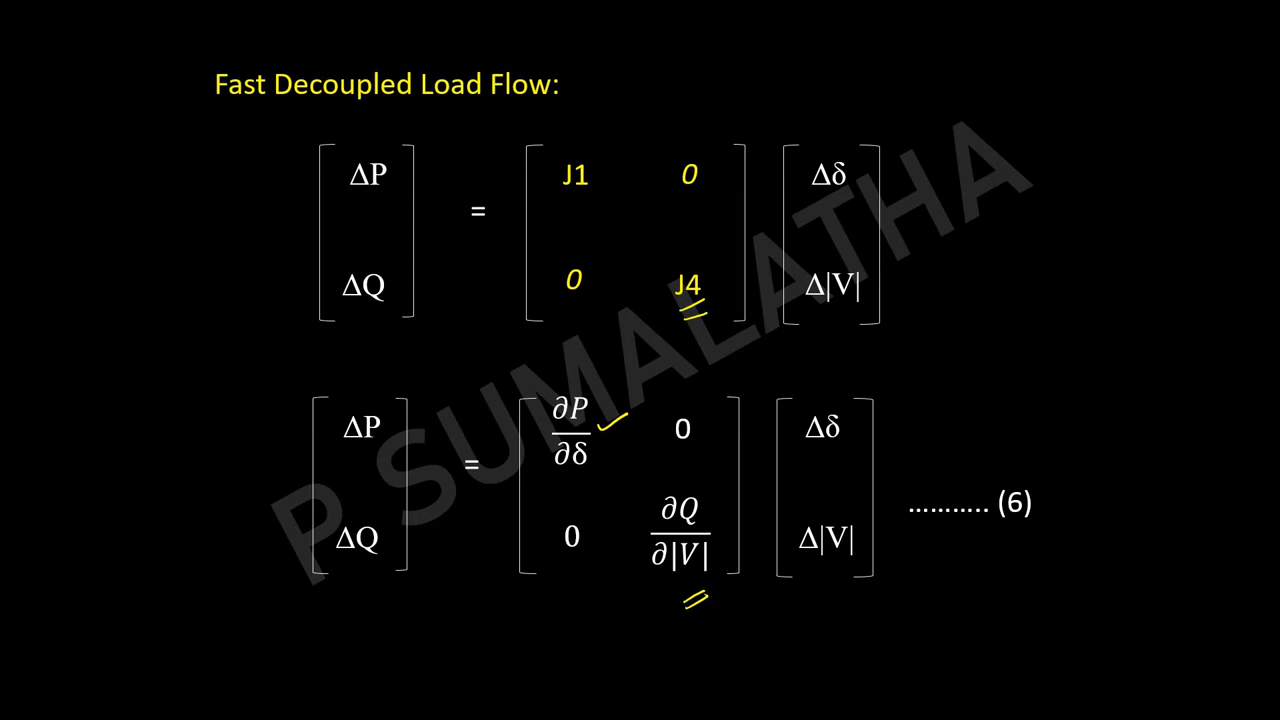 Fast Decoupled Load Flow:
ΔP J1 0 Δδ
=
ΔQ 0 J4 Δ|V|
ΔP ∂P/∂δ 0 Δδ
=
ΔQ 0 ∂Q/∂|V| Δ|V| ……….. (6)
P SUMALATHA